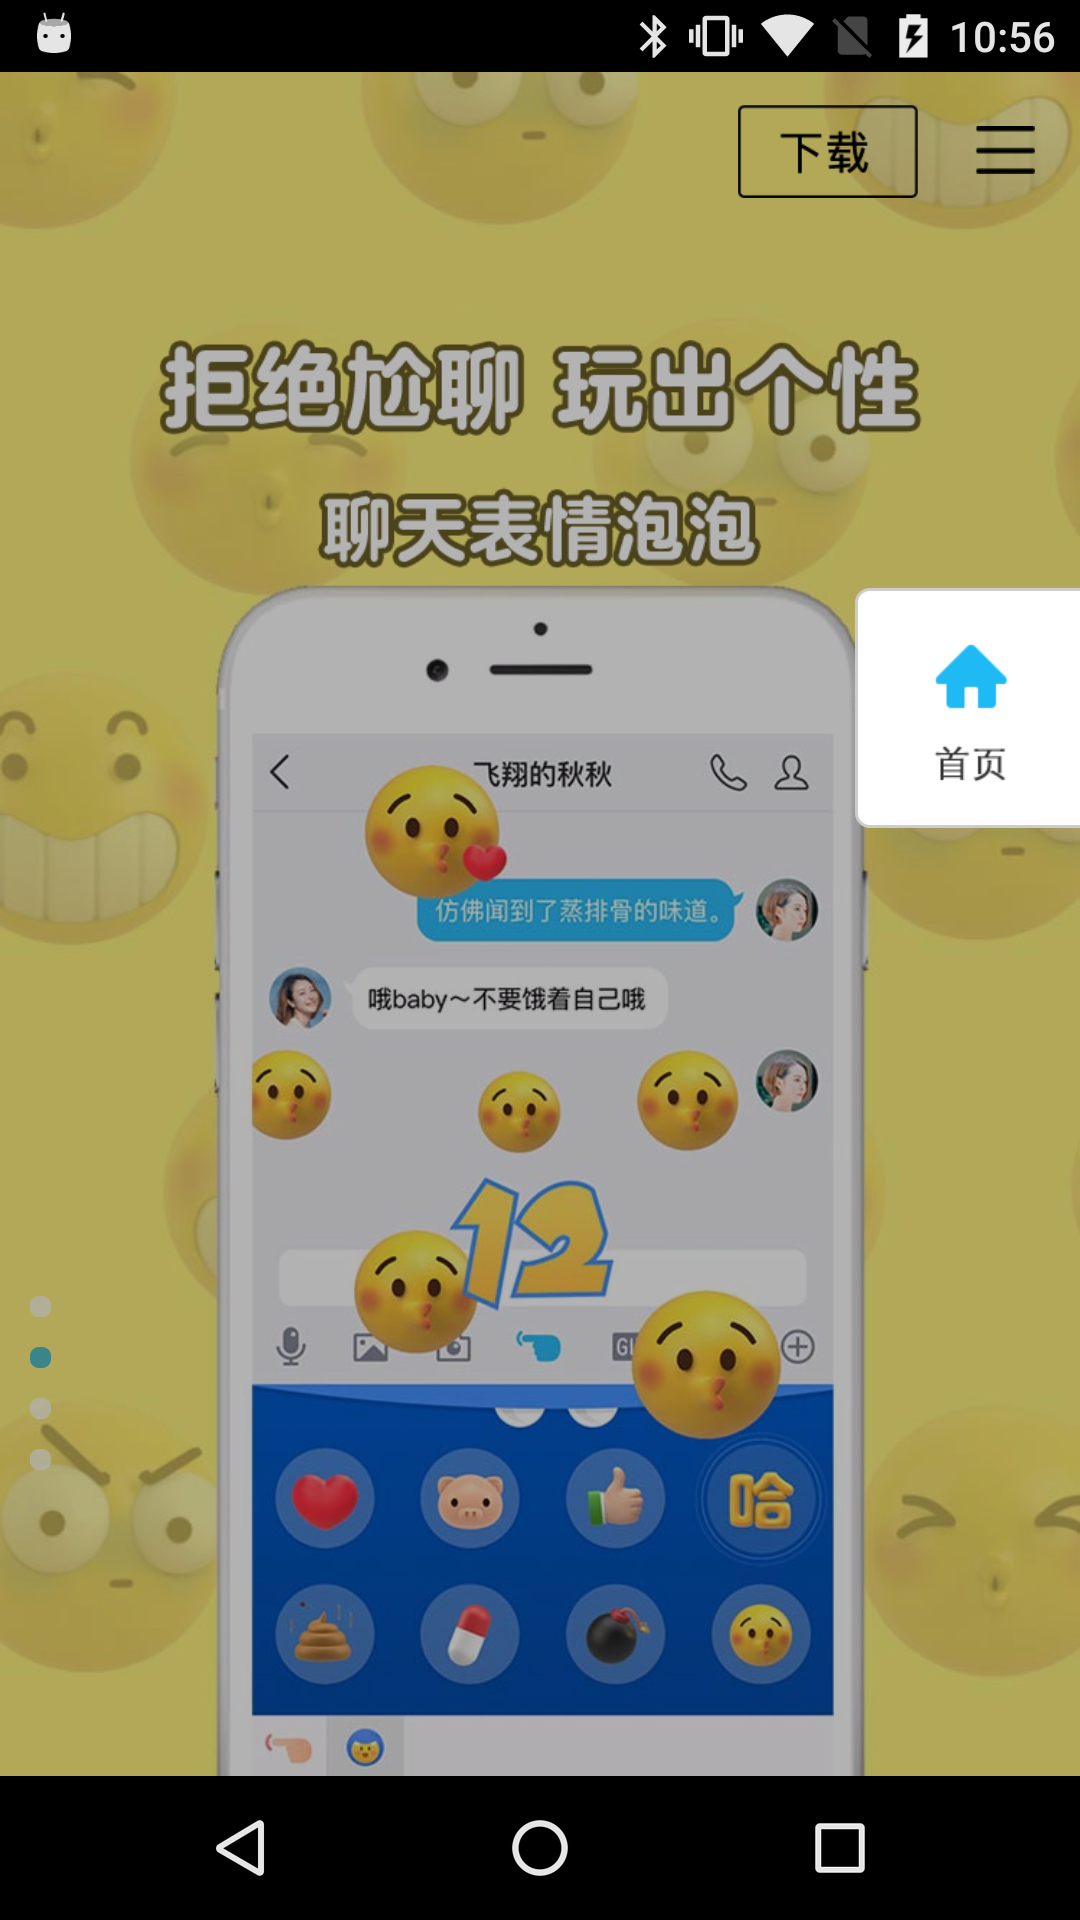 10:56
下载
拒绝尬聊 玩出个性
聊天表情泡泡
首页
飞翔的秋秋
仿佛闻到了蒸排骨的味道。
哦baby～不要饿着自己哦
12
GI
哈